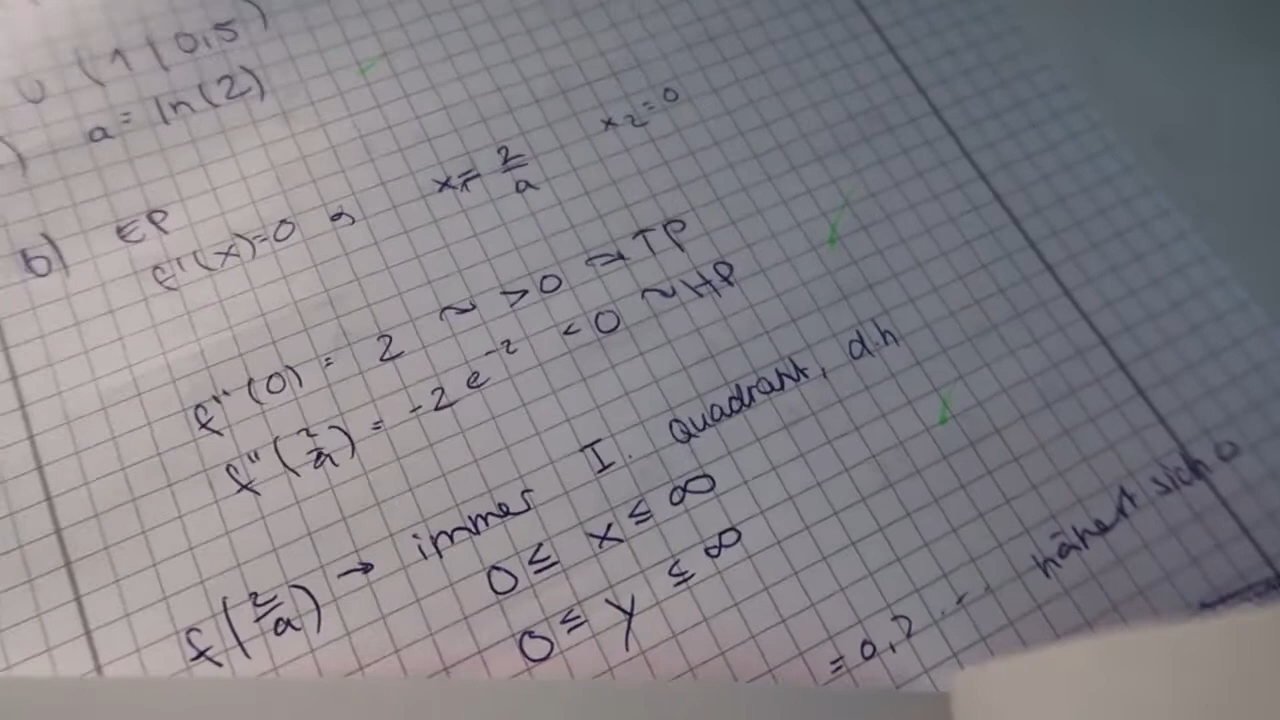 (1|0,5)
a = ln(2)
b) EP
f'(x)=0 x₁= 2/a x₂=0
f''(0) = 2 ~ >0 ~ TP
f''(2/a) = -2e⁻² <0 ~ HP
f(2/a) → immer I. Quadrant, d.h
0 ≤ x ≤ ∞
0 ≤ y ≤ ∞
= 0,2... nähert sich 0